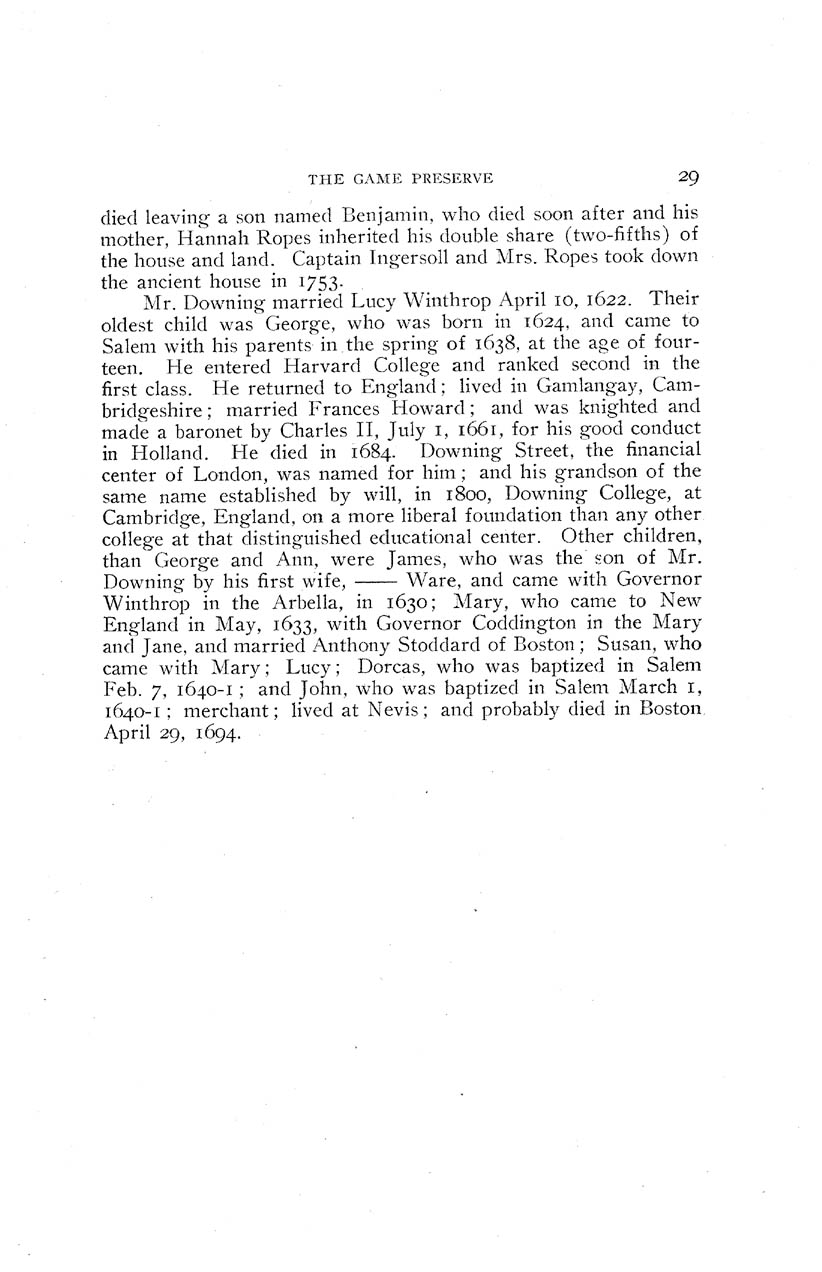 THE GAME PRESERVE 29
died leaving a son named Benjamin, who died soon after and his
mother, Hannah Ropes inherited his double share (two-fifths) of
the house and land. Captain Ingersoll and Mrs. Ropes took down
the ancient house in 1753.
Mr. Downing married Lucy Winthrop April 10, 1622. Their
oldest child was George, who was born in 1624, and came to
Salem with his parents in the spring of 1638, at the age of four-
teen. He entered Harvard College and ranked second in the
first class. He returned to England; lived in Gamlangay, Cam-
bridgeshire; married Frances Howard; and was knighted and
made a baronet by Charles II, July 1, 1661, for his good conduct
in Holland. He died in 1684. Downing Street, the financial
center of London, was named for him; and his grandson of the
same name established by will, in 1800, Downing College, at
Cambridge, England, on a more liberal foundation than any other
college at that distinguished educational center. Other children,
than George and Ann, were James, who was the son of Mr.
Downing by his first wife, —— Ware, and came with Governor
Winthrop in the Arbella, in 1630; Mary, who came to New
England in May, 1633, with Governor Coddington in the Mary
and Jane, and married Anthony Stoddard of Boston; Susan, who
came with Mary; Lucy; Dorcas, who was baptized in Salem
Feb. 7, 1640-1; and John, who was baptized in Salem March 1,
1640-1; merchant; lived at Nevis; and probably died in Boston
April 29, 1694.